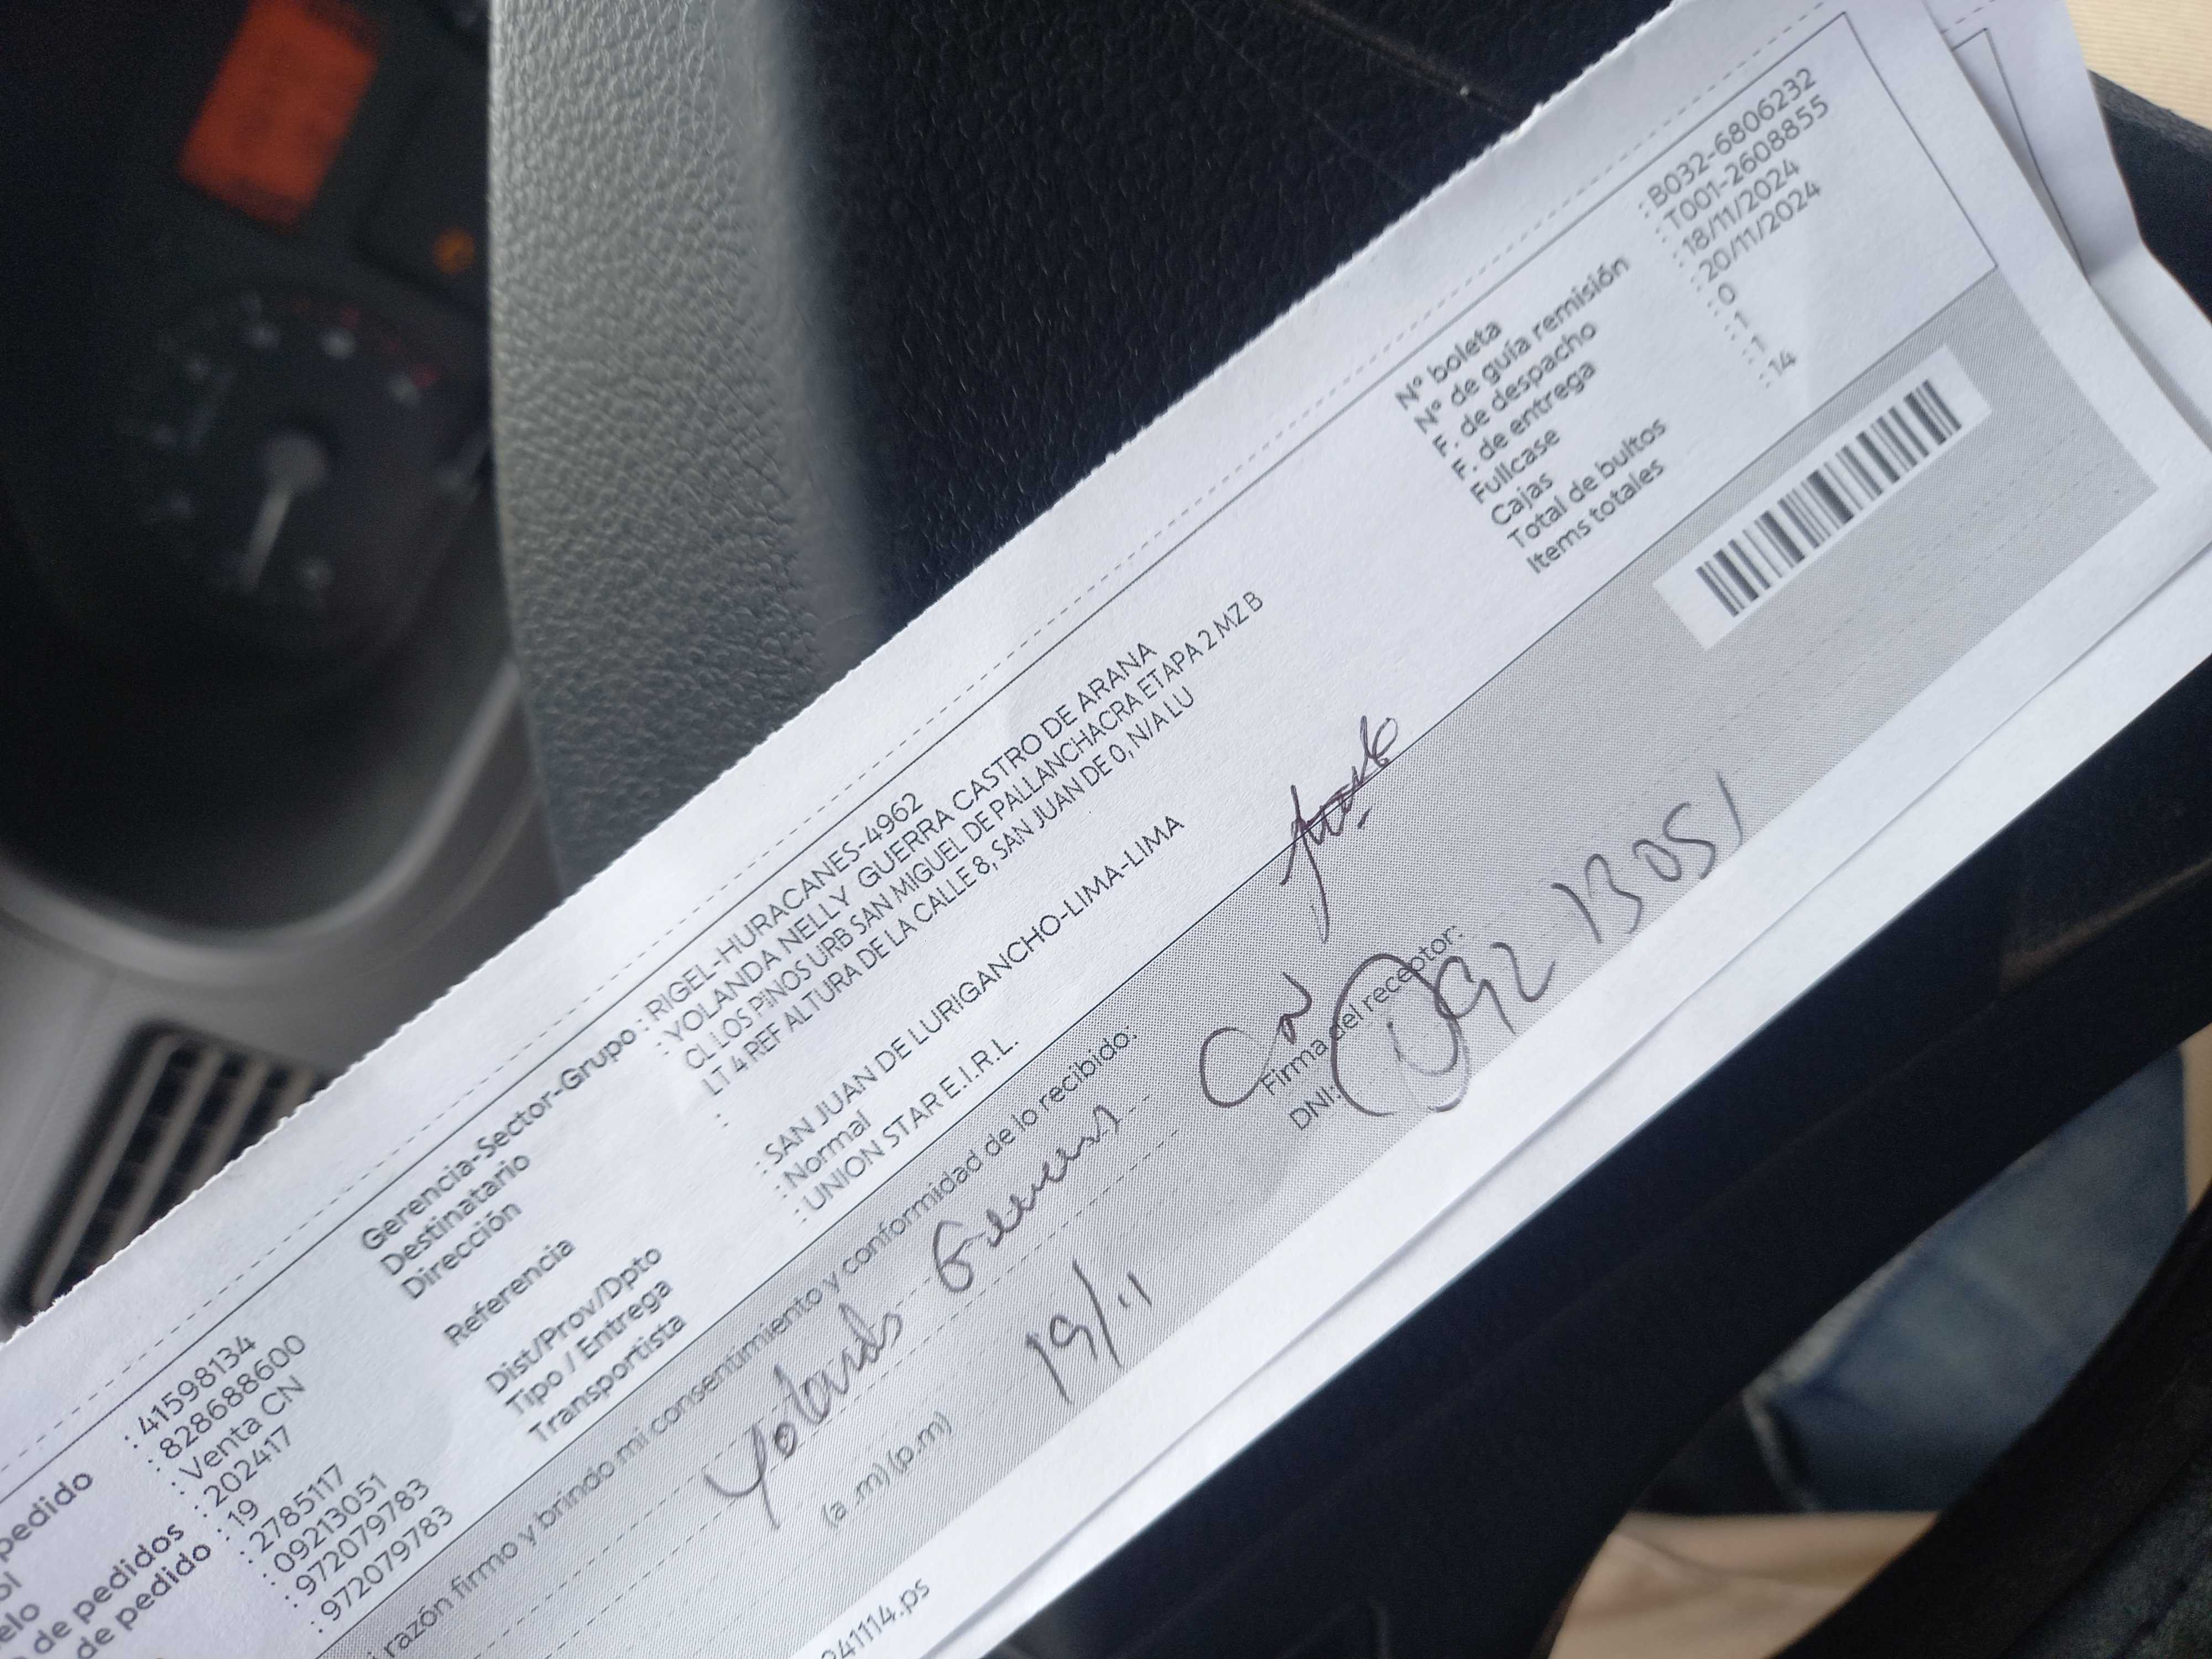 pedido : 41598134
: 828688600
: Venta CN
de pedidos : 202417
de pedido : 19
: 2785117
: 09213051
: 972079783
: 972079783
Gerencia-Sector-Grupo : RIGEL-HURACANES-4962
Destinatario : YOLANDA NELLY GUERRA CASTRO DE ARANA
Dirección CL LOS PINOS URB SAN MIGUEL DE PALLANCHACRA ETAPA 2 MZ B
LT 4 REF ALTURA DE LA CALLE 8, SAN JUAN DE 0, N/A LU
Referencia :
Dist/Prov/Dpto : SAN JUAN DE LURIGANCHO-LIMA-LIMA
Tipo / Entrega : Normal
Transportista : UNION STAR E.I.R.L.
Nº boleta : B032-6806232
Nº de guía remisión : T001-2608855
F. de despacho : 18/11/2024
F. de entrega : 20/11/2024
Fullcase : 0
Cajas : 1
Total de bultos : 1
Items totales : 14
razón firmo y brindo mi consentimiento y conformidad de lo recibido:
(a .m) (p.m)
19/11
Firma del receptor:
DNI: 09213051
241114.ps